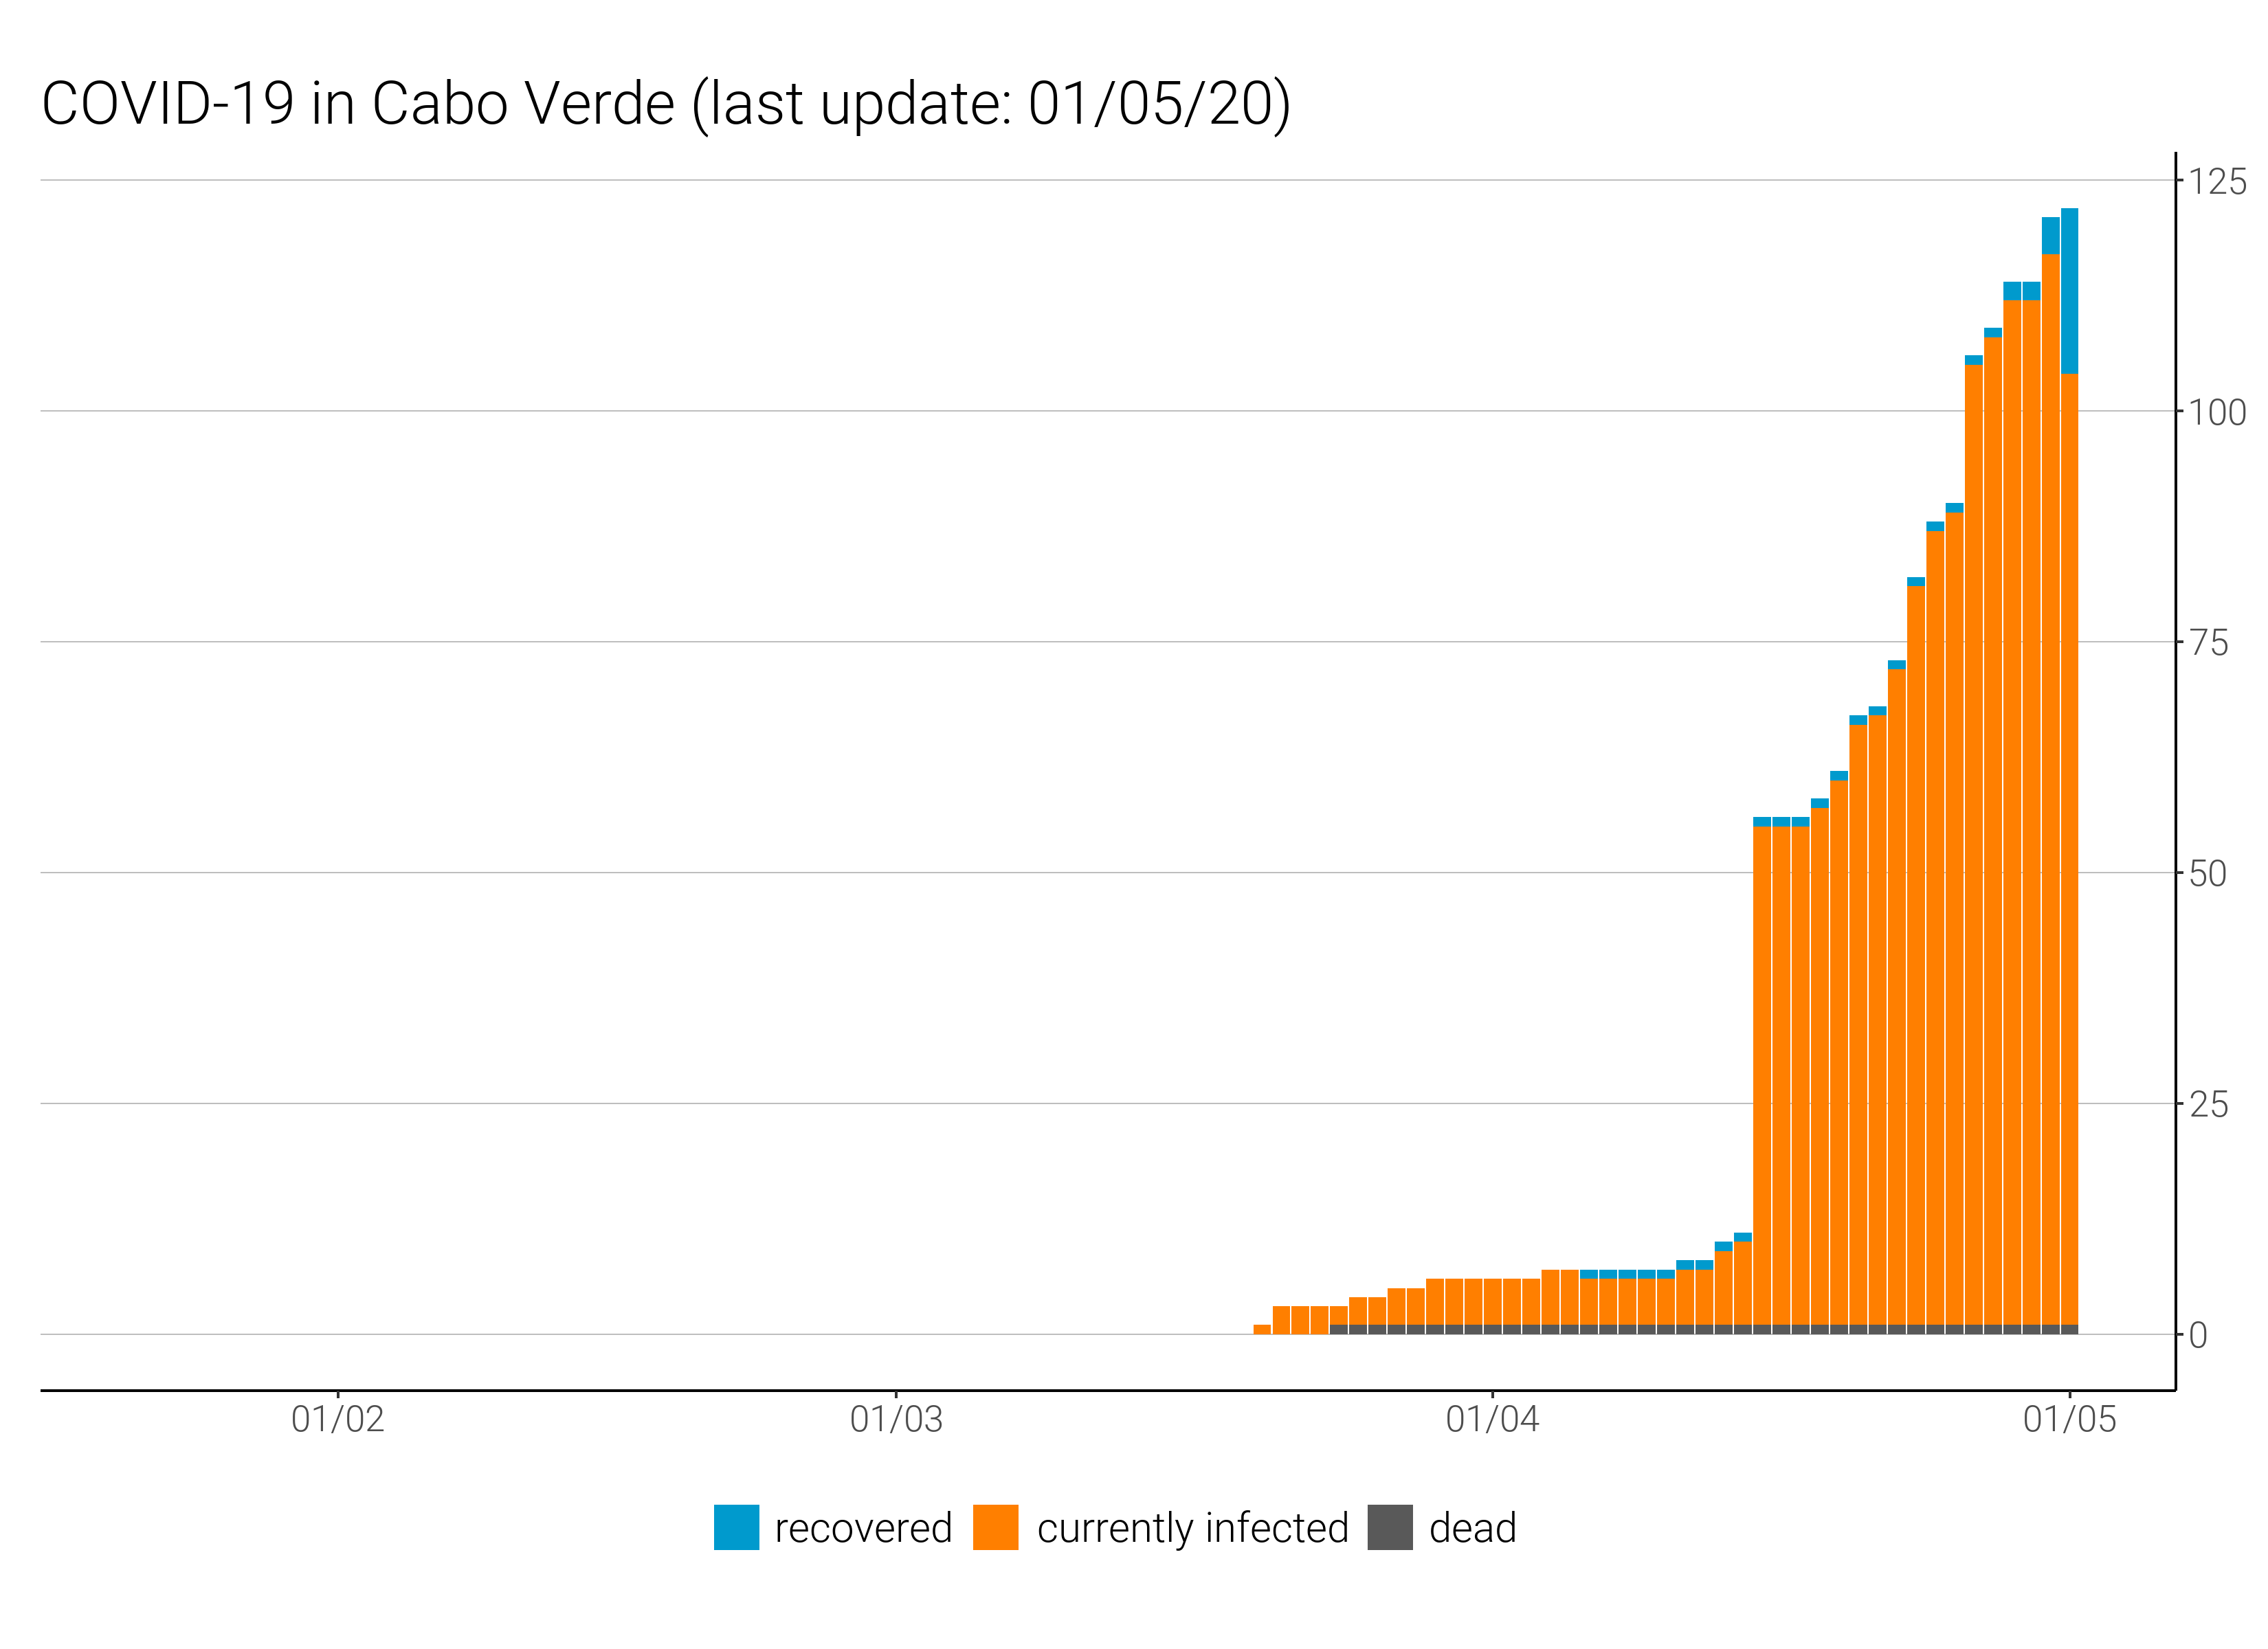 COVID-19 in Cabo Verde (last update: 01/05/20)
125
100
75
50
25
0
01/02 01/03 01/04 01/05
recovered currently infected dead